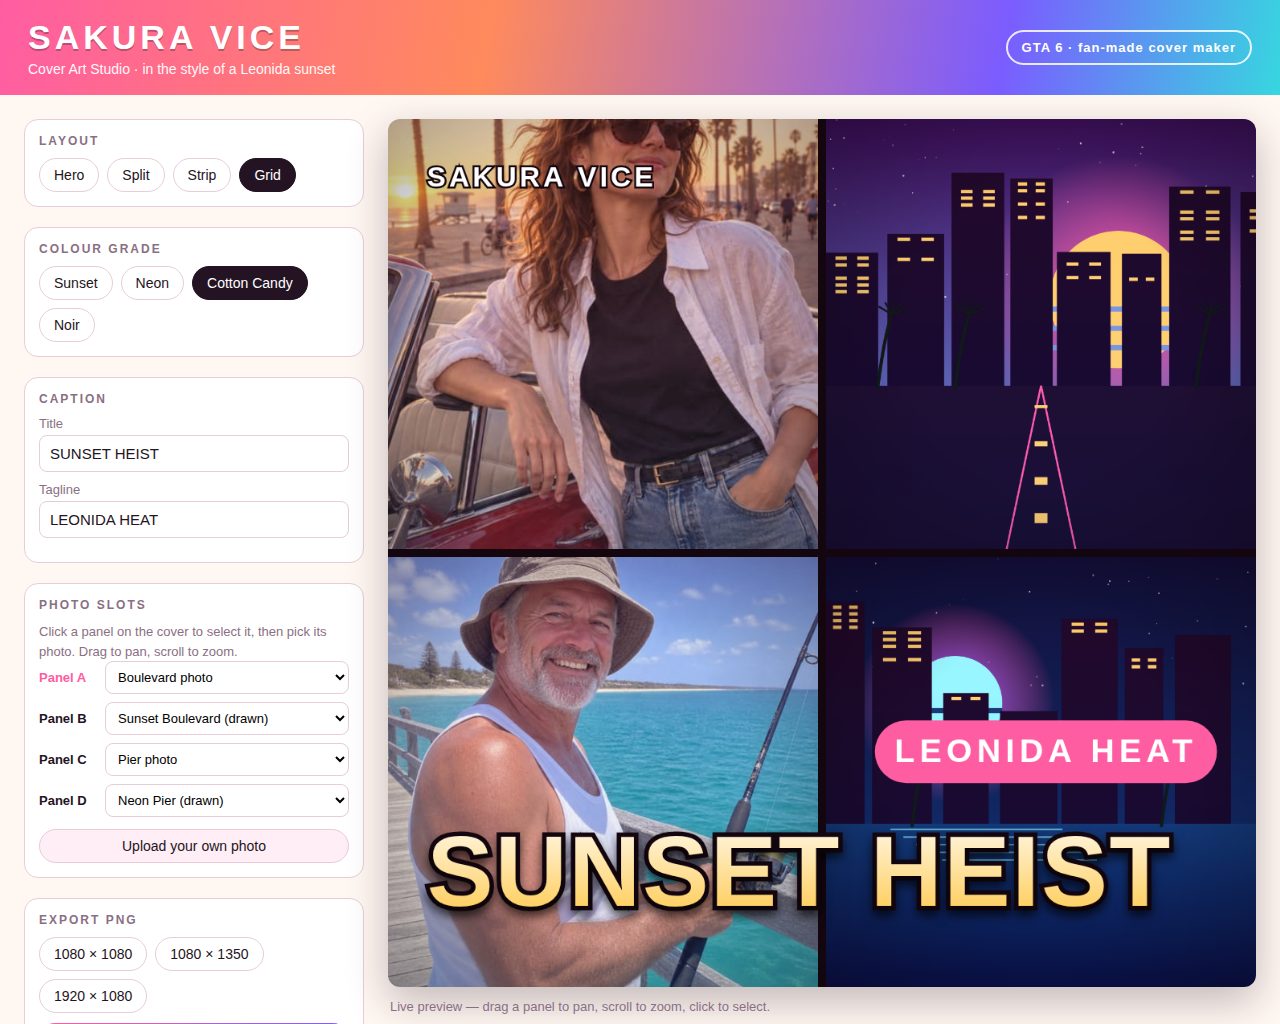 SAKURA VICE
Cover Art Studio · in the style of a Leonida sunset
GTA 6 · fan-made cover maker
LAYOUT
Hero
Split
Strip
Grid
COLOUR GRADE
Sunset
Neon
Cotton Candy
Noir
CAPTION
Title
SUNSET HEIST
Tagline
LEONIDA HEAT
PHOTO SLOTS
Click a panel on the cover to select it, then pick its
photo. Drag to pan, scroll to zoom.
Panel A
Boulevard photo
Panel B
Sunset Boulevard (drawn)
Panel C
Pier photo
Panel D
Neon Pier (drawn)
Upload your own photo
EXPORT PNG
1080 × 1080
1080 × 1350
1920 × 1080
SAKURA VICE
LEONIDA HEAT
SUNSET HEIST
Live preview — drag a panel to pan, scroll to zoom, click to select.